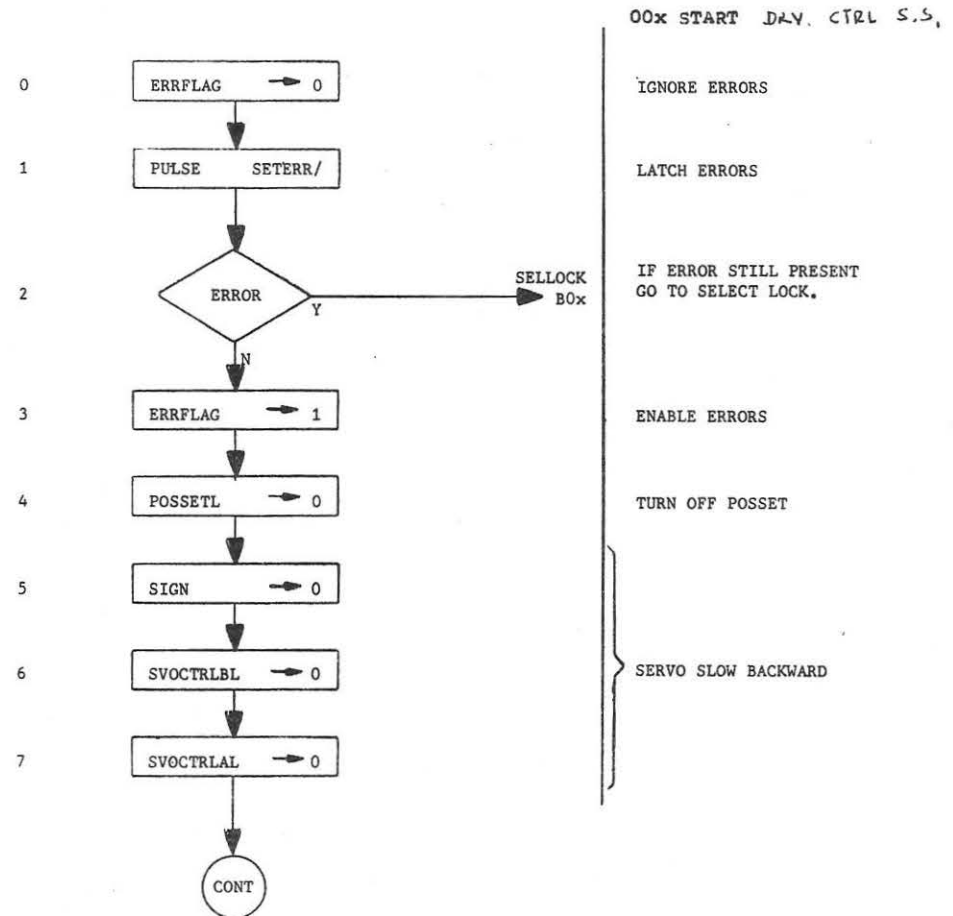 00x START DRV. CTRL S.S.
0 ERRFLAG → 0 IGNORE ERRORS
1 PULSE SETERR/ LATCH ERRORS
2 ERROR Y SELLOCK B0x IF ERROR STILL PRESENT
GO TO SELECT LOCK.
N
3 ERRFLAG → 1 ENABLE ERRORS
4 POSSETL → 0 TURN OFF POSSET
5 SIGN → 0
6 SVOCTRLBL → 0 SERVO SLOW BACKWARD
7 SVOCTRLAL → 0
CONT